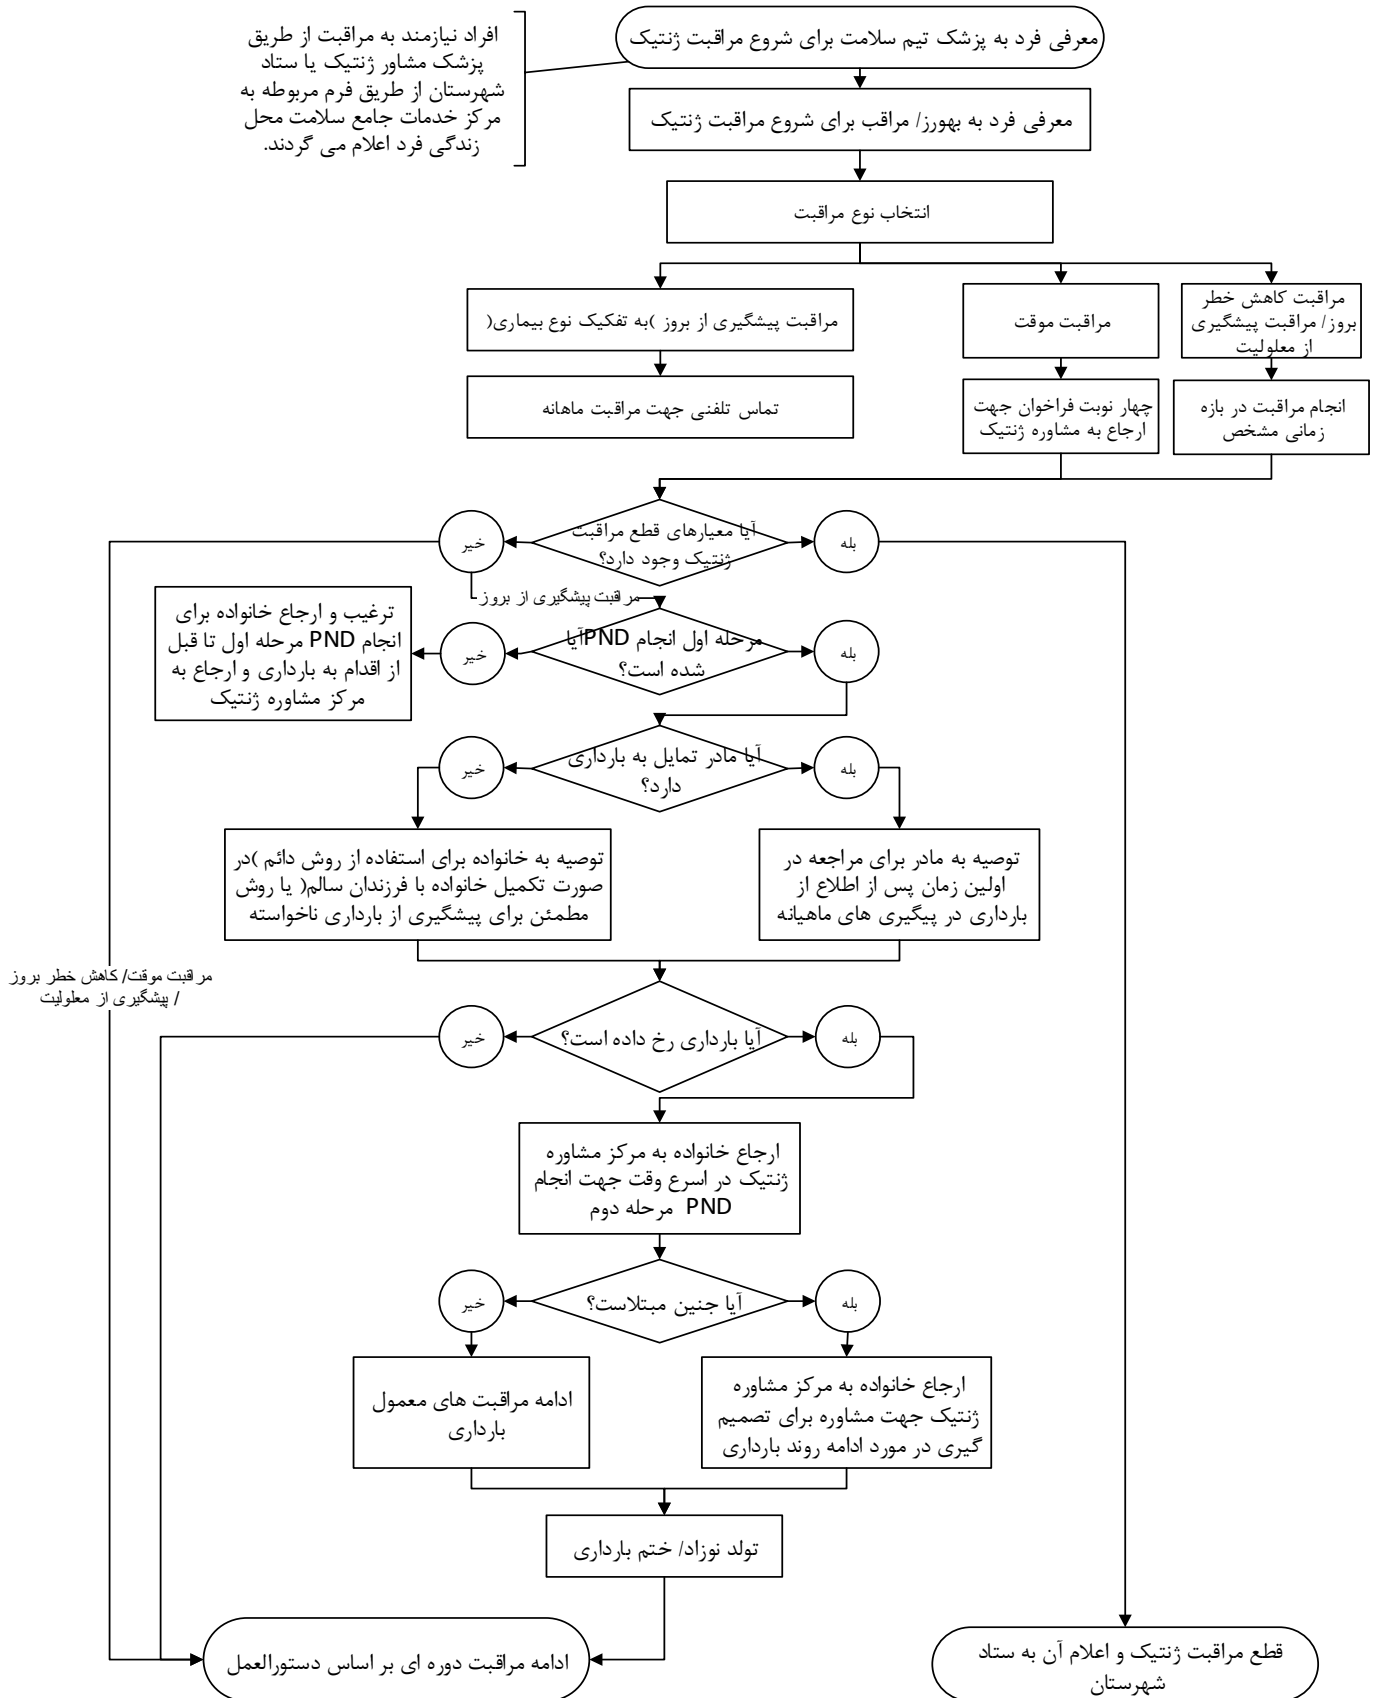 معرفی فرد به پزشک تیم سلامت برای شروع مراقبت ژنتیک
افراد نیازمند به مراقبت از طریق
پزشک مشاور ژنتیک یا ستاد
شهرستان از طریق فرم مربوطه به
مرکز خدمات جامع سلامت محل
زندگی فرد اعلام می گردند.
معرفی فرد به بهورز/ مراقب برای شروع مراقبت ژنتیک
انتخاب نوع مراقبت
مراقبت کاهش خطر
بروز/ مراقبت پیشگیری
از معلولیت
مراقبت موقت
مراقبت پیشگیری از بروز )به تفکیک نوع بیماری(
انجام مراقبت در بازه
زمانی مشخص
چهار نوبت فراخوان جهت
ارجاع به مشاوره ژنتیک
تماس تلفنی جهت مراقبت ماهانه
بله
آیا معیارهای قطع مراقبت
ژنتیک وجود دارد؟
خیر
مراقبت پیشگیری از بروز
بله
مرحله اول انجام PNDآیا
شده است؟
خیر
ترغیب و ارجاع خانواده برای
انجام PND مرحله اول تا قبل
از اقدام به بارداری و ارجاع به
مرکز مشاوره ژنتیک
بله
آیا مادر تمایل به بارداری
دارد؟
خیر
توصیه به مادر برای مراجعه در
اولین زمان پس از اطلاع از
بارداری در پیگیری های ماهیانه
توصیه به خانواده برای استفاده از روش دائم )در
صورت تکمیل خانواده با فرزندان سالم( یا روش
مطمئن برای پیشگیری از بارداری ناخواسته
مراقبت موقت/ کاهش خطر بروز
/ پیشگیری از معلولیت
بله
آیا بارداری رخ داده است؟
خیر
ارجاع خانواده به مرکز مشاوره
ژنتیک در اسرع وقت جهت انجام
PND مرحله دوم
بله
آیا جنین مبتلاست؟
خیر
ارجاع خانواده به مرکز مشاوره
ژنتیک جهت مشاوره برای تصمیم
گیری در مورد ادامه روند بارداری
ادامه مراقبت های معمول
بارداری
تولد نوزاد/ ختم بارداری
قطع مراقبت ژنتیک و اعلام آن به ستاد
شهرستان
ادامه مراقبت دوره ای بر اساس دستورالعمل